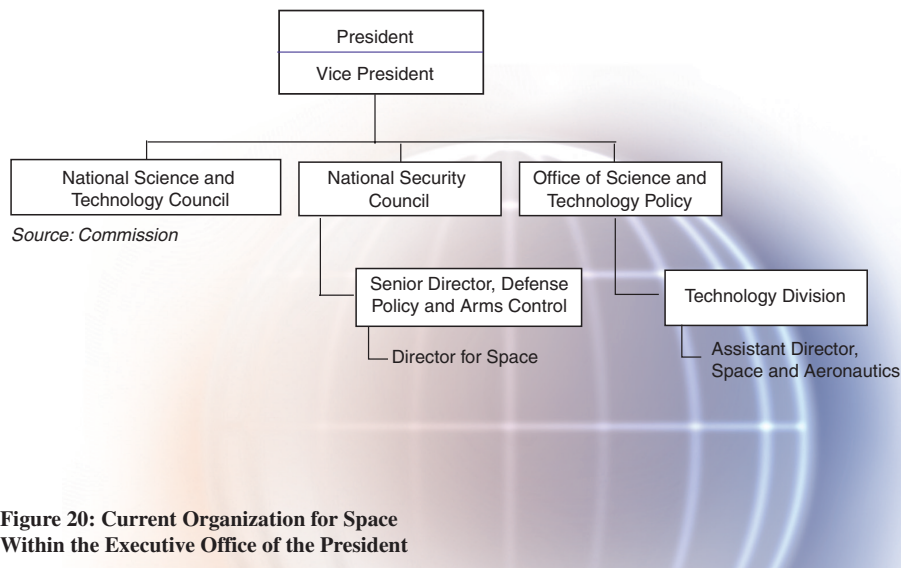 President
Vice President
National Science and
Technology Council
National Security
Council
Office of Science and
Technology Policy
Source: Commission
Senior Director, Defense
Policy and Arms Control
Technology Division
Director for Space
Assistant Director,
Space and Aeronautics
Figure 20: Current Organization for Space
Within the Executive Office of the President